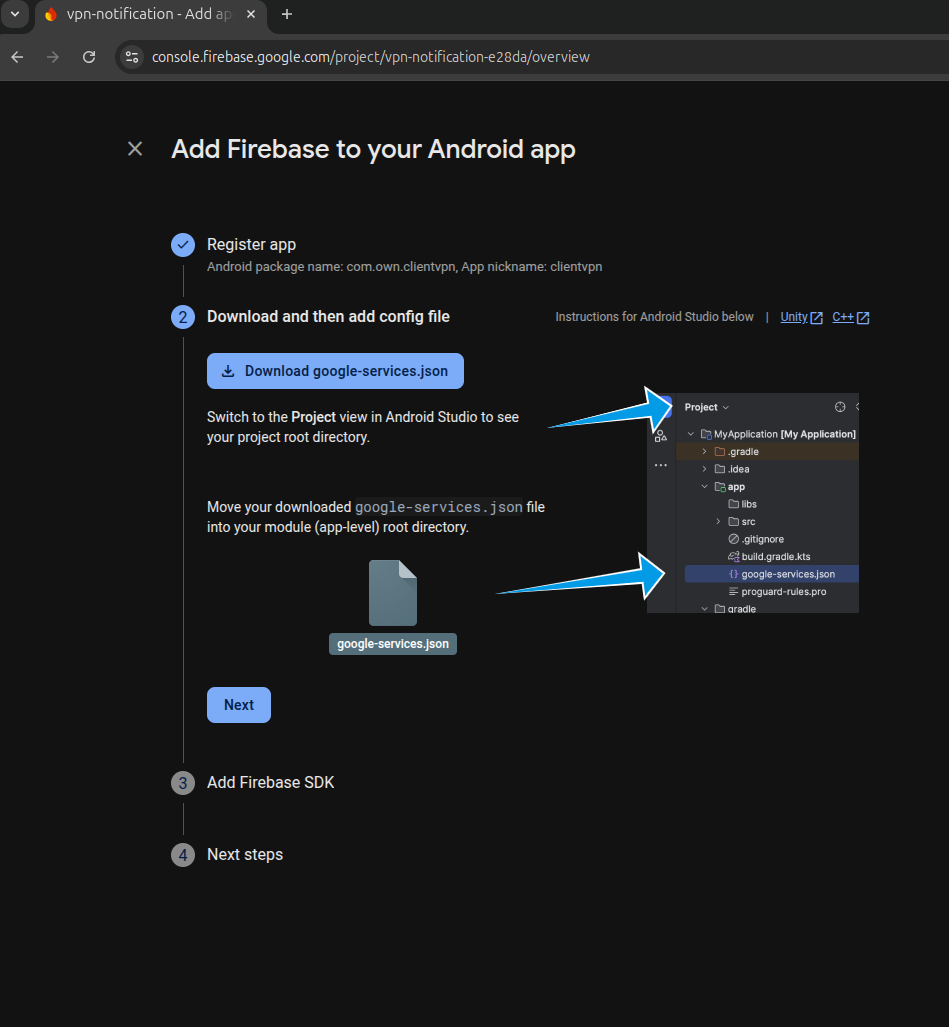 vpn-notification - Add ap
console.firebase.google.com/project/vpn-notification-e28da/overview
Add Firebase to your Android app
Register app
Android package name: com.own.clientvpn, App nickname: clientvpn
2
Download and then add config file
Instructions for Android Studio below | Unity C++
Download google-services.json
Switch to the Project view in Android Studio to see
your project root directory.
Move your downloaded google-services.json file
into your module (app-level) root directory.
google-services.json
Project
MyApplication [My Application]
.gradle
.idea
app
libs
src
.gitignore
build.gradle.kts
{} google-services.json
proguard-rules.pro
gradle
Next
3
Add Firebase SDK
4
Next steps